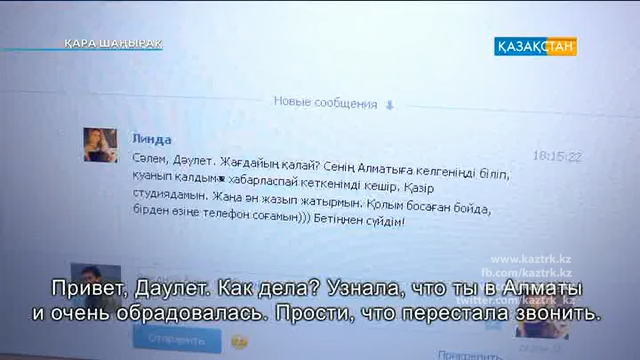 ҚАРА ШАҢЫРАҚ
ҚАЗАҚСТАН
Новые сообщения
Линда
18:15:22
Сәлем, Дәулет. Жағдайың қалай? Сенің Алматыға келгеніңді біліп,
қуанып қалдым хабарласпай кеткенімді кешір. Қазір
студиядамын. Жаңа ән жазып жатырмын. Қолым босаған бойда,
бірден өзіңе телефон соғамын))) Бетіңнен сүйдім!
www.kaztrk.kz
fb.com/kaztrk.kz
Привет, Даулет. Как дела? Узнала, что ты в Алматы
и очень обрадовалась. Прости, что перестала звонить.
twitter.com/kaztrk_kz
Отправить
Прикрепить